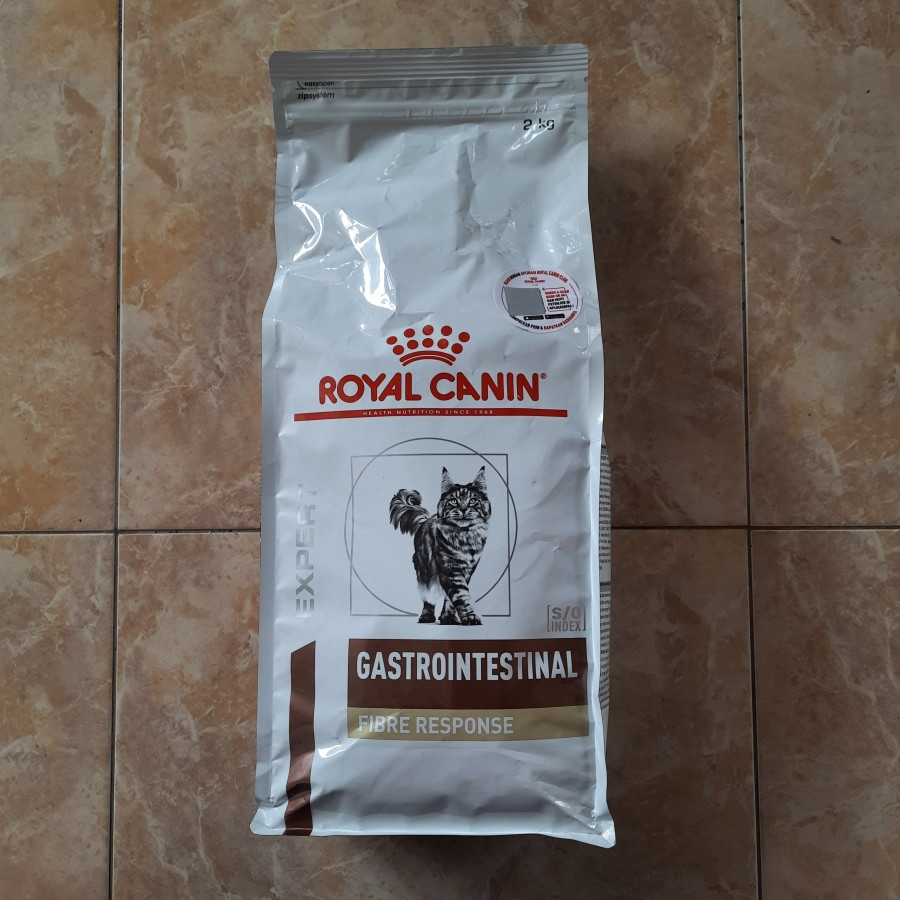 easyopen
zipsystem
2 kg
ROYAL CANIN®
HEALTH NUTRITION SINCE 1968
EXPERT
S/O
INDEX
GASTROINTESTINAL
FIBRE RESPONSE